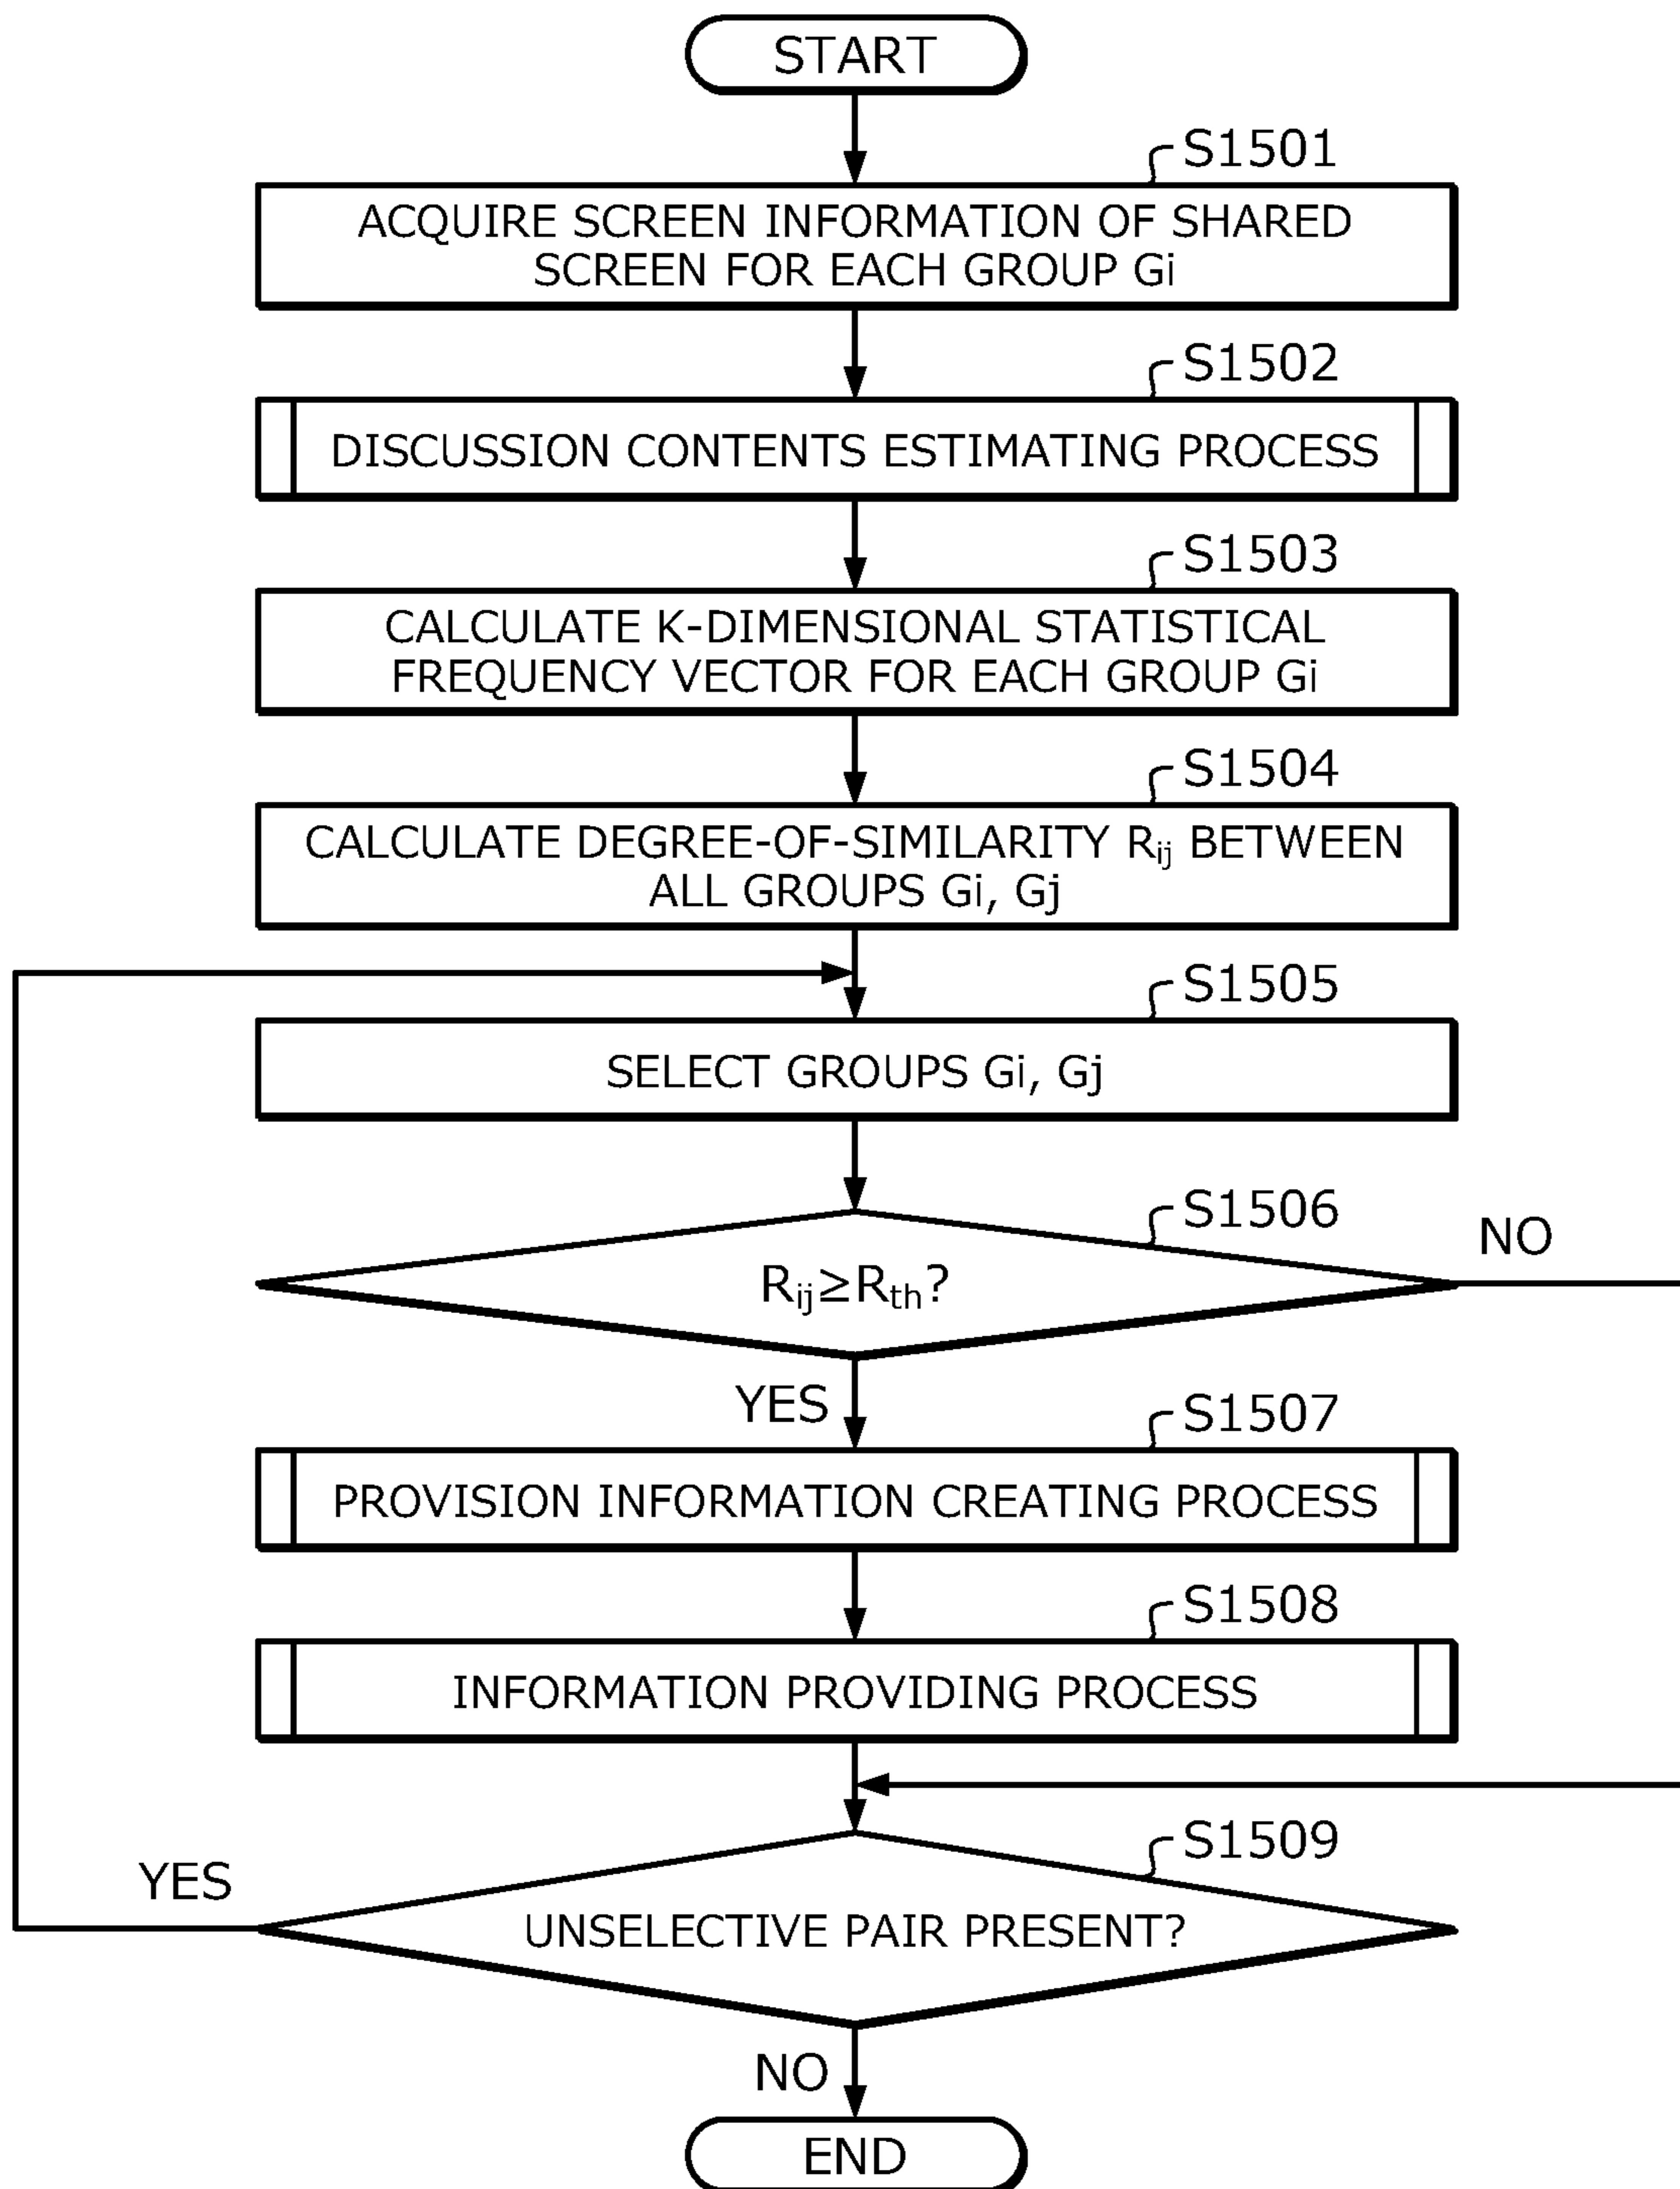 START
S1501
ACQUIRE SCREEN INFORMATION OF SHARED
SCREEN FOR EACH GROUP Gi
S1502
DISCUSSION CONTENTS ESTIMATING PROCESS
S1503
CALCULATE K-DIMENSIONAL STATISTICAL
FREQUENCY VECTOR FOR EACH GROUP Gi
S1504
CALCULATE DEGREE-OF-SIMILARITY Rij BETWEEN
ALL GROUPS Gi, Gj
S1505
SELECT GROUPS Gi, Gj
S1506
NO
Rij≥Rth?
YES
S1507
PROVISION INFORMATION CREATING PROCESS
S1508
INFORMATION PROVIDING PROCESS
S1509
YES
UNSELECTIVE PAIR PRESENT?
NO
END